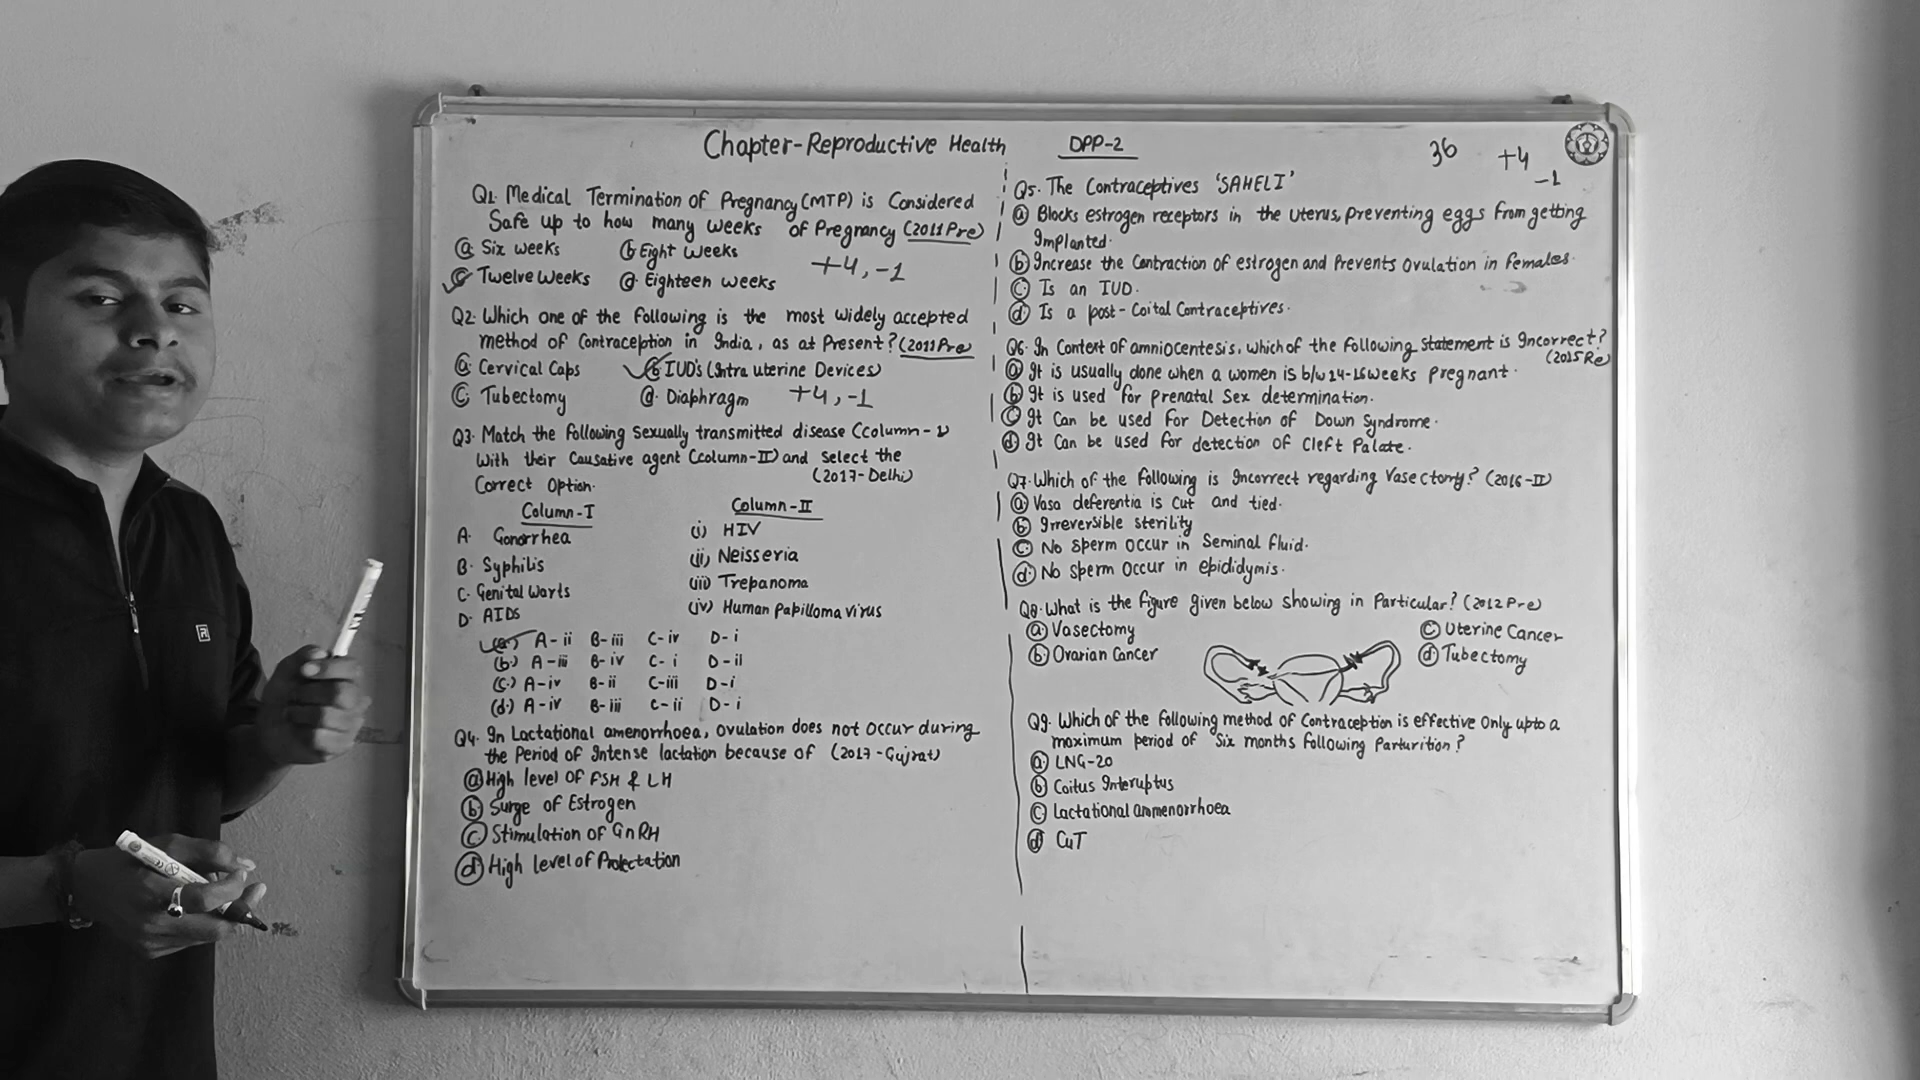 Chapter-Reproductive Health DPP-2
36 +4
-1
Q1. Medical Termination of Pregnancy (MTP) is Considered
Safe up to how many weeks of Pregnancy (2011 Pre)
(a) Six weeks (b) Eight weeks
(c) Twelve weeks (d) Eighteen weeks
+4, -1
Q2. Which one of the following is the most widely accepted
method of Contraception in India, as at Present? (2011 Pre)
(a) Cervical Caps (b) IUD's (Intra uterine Devices)
(c) Tubectomy (d) Diaphragm +4, -1
Q3. Match the following sexually transmitted disease (column-I)
With their Causative agent (column-II) and select the
Correct Option. (2017-Delhi)
Column-I Column-II
A. Gonorrhea (i) HIV
B. Syphilis (ii) Neisseria
C. Genital Warts (iii) Trepanoma
D. AIDs (iv) Human Papilloma virus
(a) A-ii B-iii C-iv D-i
(b) A-iii B-iv C-i D-ii
(c) A-iv B-ii C-iii D-i
(d) A-iv B-iii C-ii D-i
Q4. In Lactational amenorrhoea, ovulation does not occur during
the Period of Intense lactation because of (2017-Gujrat)
(a) High level of FSH & LH
(b) Surge of Estrogen
(c) Stimulation of GnRH
(d) High level of Prolectation
Q5. The Contraceptives 'SAHELI'
(a) Blocks estrogen receptors in the uterus, preventing eggs from getting
Implanted.
(b) Increase the Contraction of estrogen and Prevents ovulation in females.
(c) Is an IUD.
(d) Is a post-Coital Contraceptives.
Q6. In Context of amniocentesis, which of the following statement is Incorrect?
(2015 Re)
(a) It is usually done when a women is b/w 14-16 weeks pregnant.
(b) It is used for Prenatal Sex determination.
(c) It Can be used for Detection of Down Syndrome.
(d) It Can be used for detection of Cleft Palate.
Q7. Which of the following is Incorrect regarding Vasectomy? (2016-II)
(a) Vasa deferentia is cut and tied.
(b) Irreversible sterility
(c) No sperm occur in Seminal fluid.
(d) No sperm occur in epididymis.
Q8. What is the figure given below showing in Particular? (2012 Pre)
(a) Vasectomy (c) Uterine Cancer
(b) Ovarian Cancer (d) Tubectomy
Q9. Which of the following method of Contraception is effective Only upto a
maximum period of Six months following Parturition?
(a) LNG-20
(b) Coitus Interuptus
(c) Lactational ammenorrhoea
(d) CuT